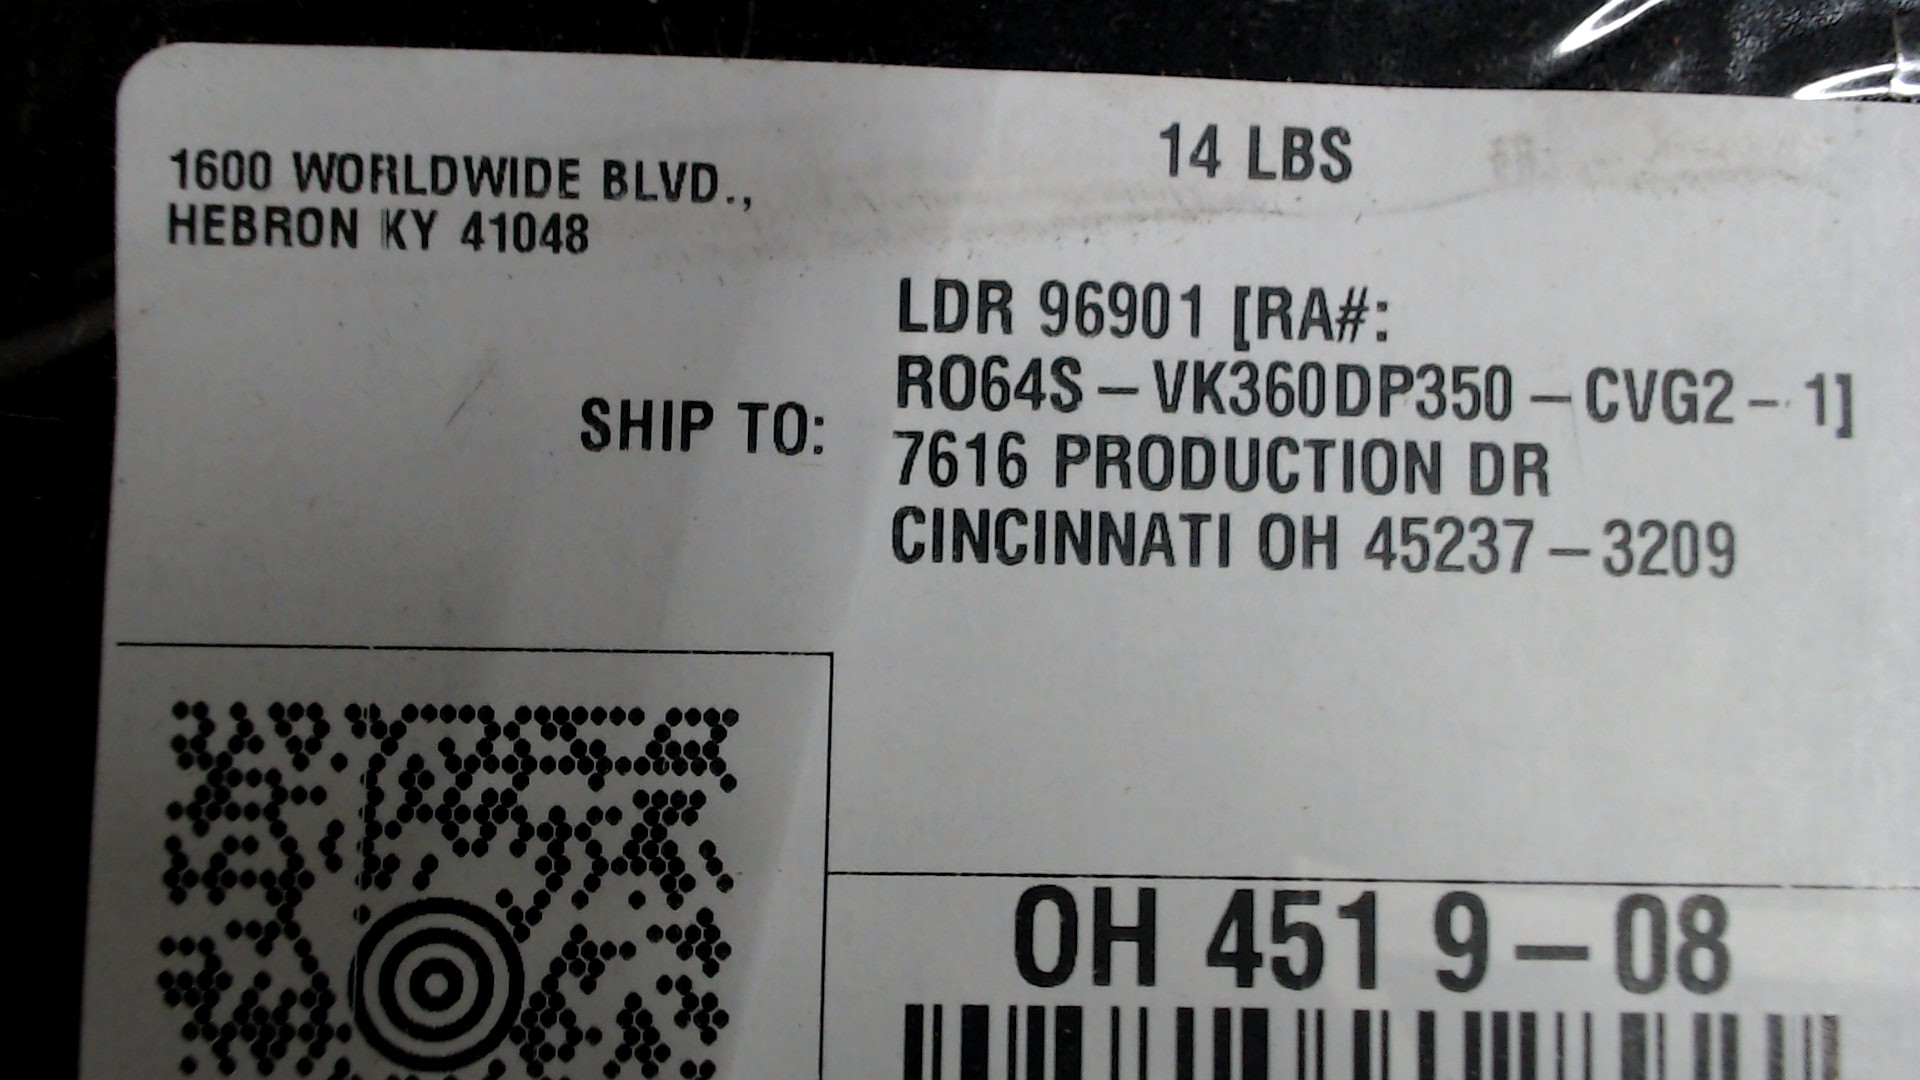 14 LBS
1600 WORLDWIDE BLVD.,
HEBRON KY 41048
LDR 96901 [RA#:
RO64S-VK360DP350-CVG2-1]
SHIP TO:
7616 PRODUCTION DR
CINCINNATI OH 45237-3209
OH 451 9-08